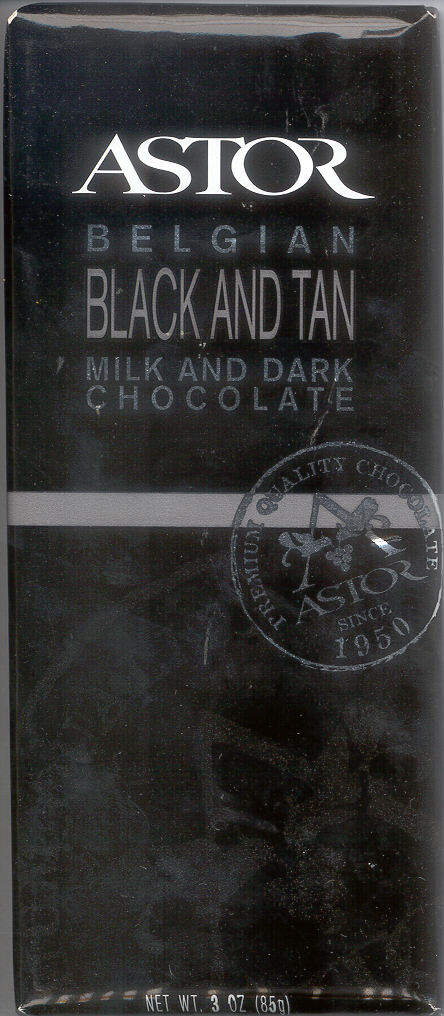 ASTOR
BELGIAN
BLACK AND TAN
MILK AND DARK
CHOCOLATE
PREMIUM QUALITY CHOCOLATE
ASTOR
SINCE
1950
NET WT. 3 OZ (85g)